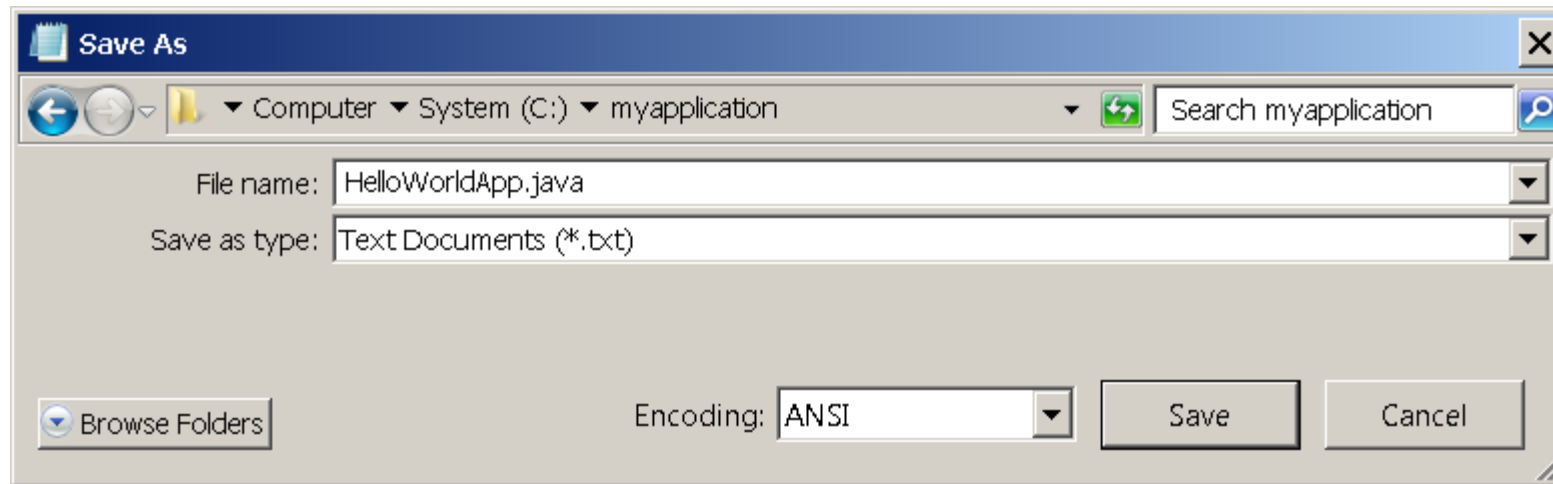 Save As
Computer System (C:) myapplication Search myapplication
File name: HelloWorldApp.java
Save as type: Text Documents (*.txt)
Browse Folders Encoding: ANSI Save Cancel